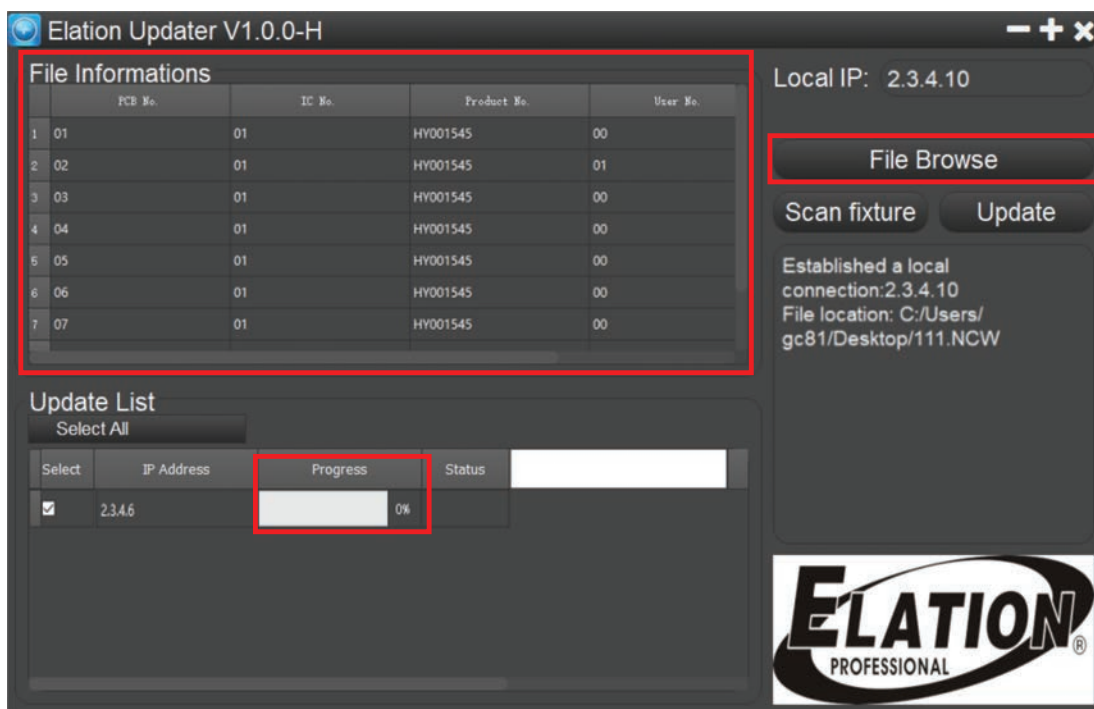 Elation Updater V1.0.0-H
File Informations
PCB No. IC No. Product No. User No.
1 01 01 HY001545 00
2 02 01 HY001545 01
3 03 01 HY001545 00
4 04 01 HY001545 00
5 05 01 HY001545 00
6 06 01 HY001545 00
7 07 01 HY001545 00
Local IP: 2.3.4.10
File Browse
Scan fixture Update
Established a local
connection:2.3.4.10
File location: C:/Users/
gc81/Desktop/111.NCW
Update List
Select All
Select IP Address Progress Status
2.3.4.6 0%
ELATION®
PROFESSIONAL